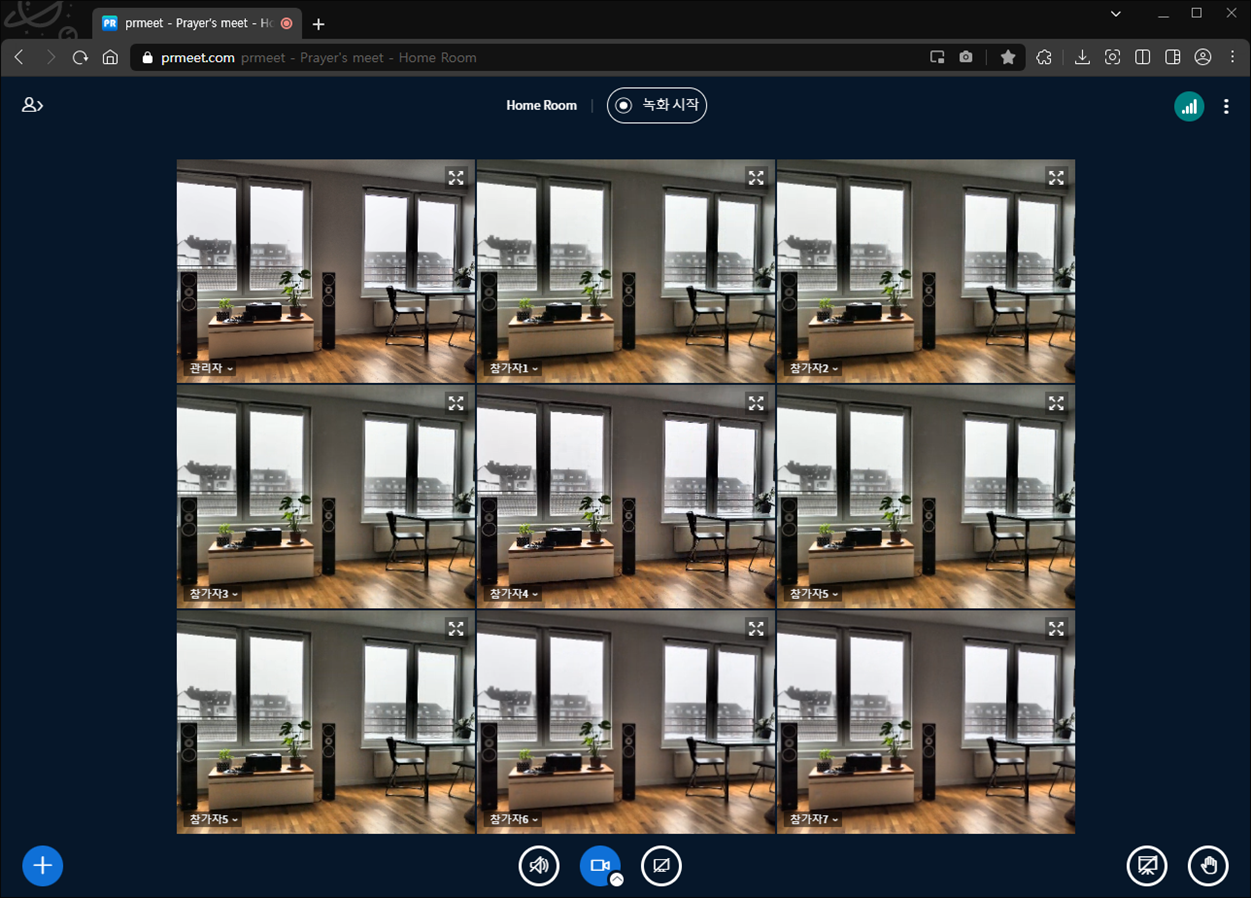 PR prmeet - Prayer's meet - Ho
prmeet.com prmeet - Prayer's meet - Home Room
Home Room | 녹화 시작
관리자
참가자1
참가자2
참가자3
참가자4
참가자5
참가자5
참가자6
참가자7